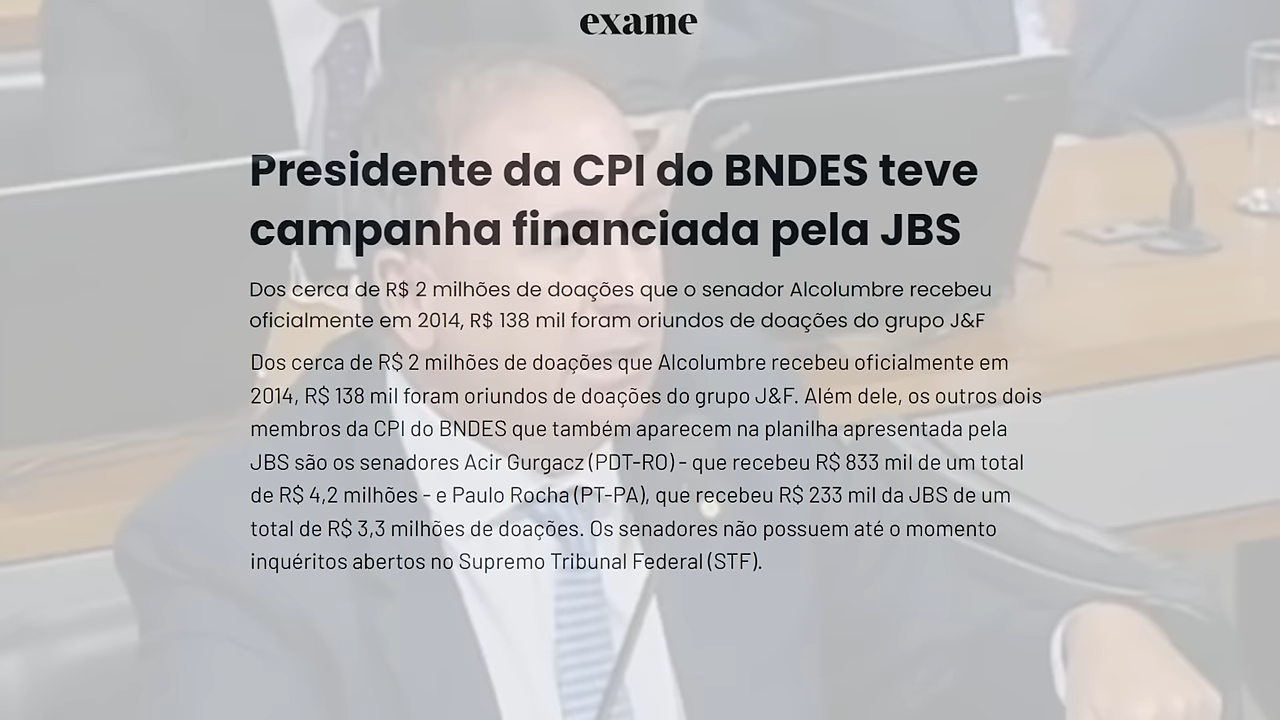 exame
Presidente da CPI do BNDES teve
campanha financiada pela JBS
Dos cerca de R$ 2 milhões de doações que o senador Alcolumbre recebeu
oficialmente em 2014, R$ 138 mil foram oriundos de doações do grupo J&F
Dos cerca de R$ 2 milhões de doações que Alcolumbre recebeu oficialmente em
2014, R$ 138 mil foram oriundos de doações do grupo J&F. Além dele, os outros dois
membros da CPI do BNDES que também aparecem na planilha apresentada pela
JBS são os senadores Acir Gurgacz (PDT-RO) - que recebeu R$ 833 mil de um total
de R$ 4,2 milhões - e Paulo Rocha (PT-PA), que recebeu R$ 233 mil da JBS de um
total de R$ 3,3 milhões de doações. Os senadores não possuem até o momento
inquéritos abertos no Supremo Tribunal Federal (STF).